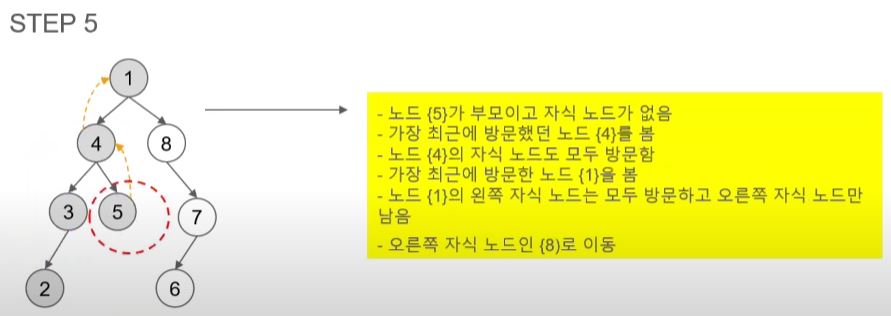 STEP 5
1
4
8
3
5
7
2
6
- 노드 {5}가 부모이고 자식 노드가 없음
- 가장 최근에 방문했던 노드 {4}를 봄
- 노드 {4}의 자식 노드도 모두 방문함
- 가장 최근에 방문한 노드 {1}을 봄
- 노드 {1}의 왼쪽 자식 노드는 모두 방문하고 오른쪽 자식 노드만
남음
- 오른쪽 자식 노드인 {8)로 이동